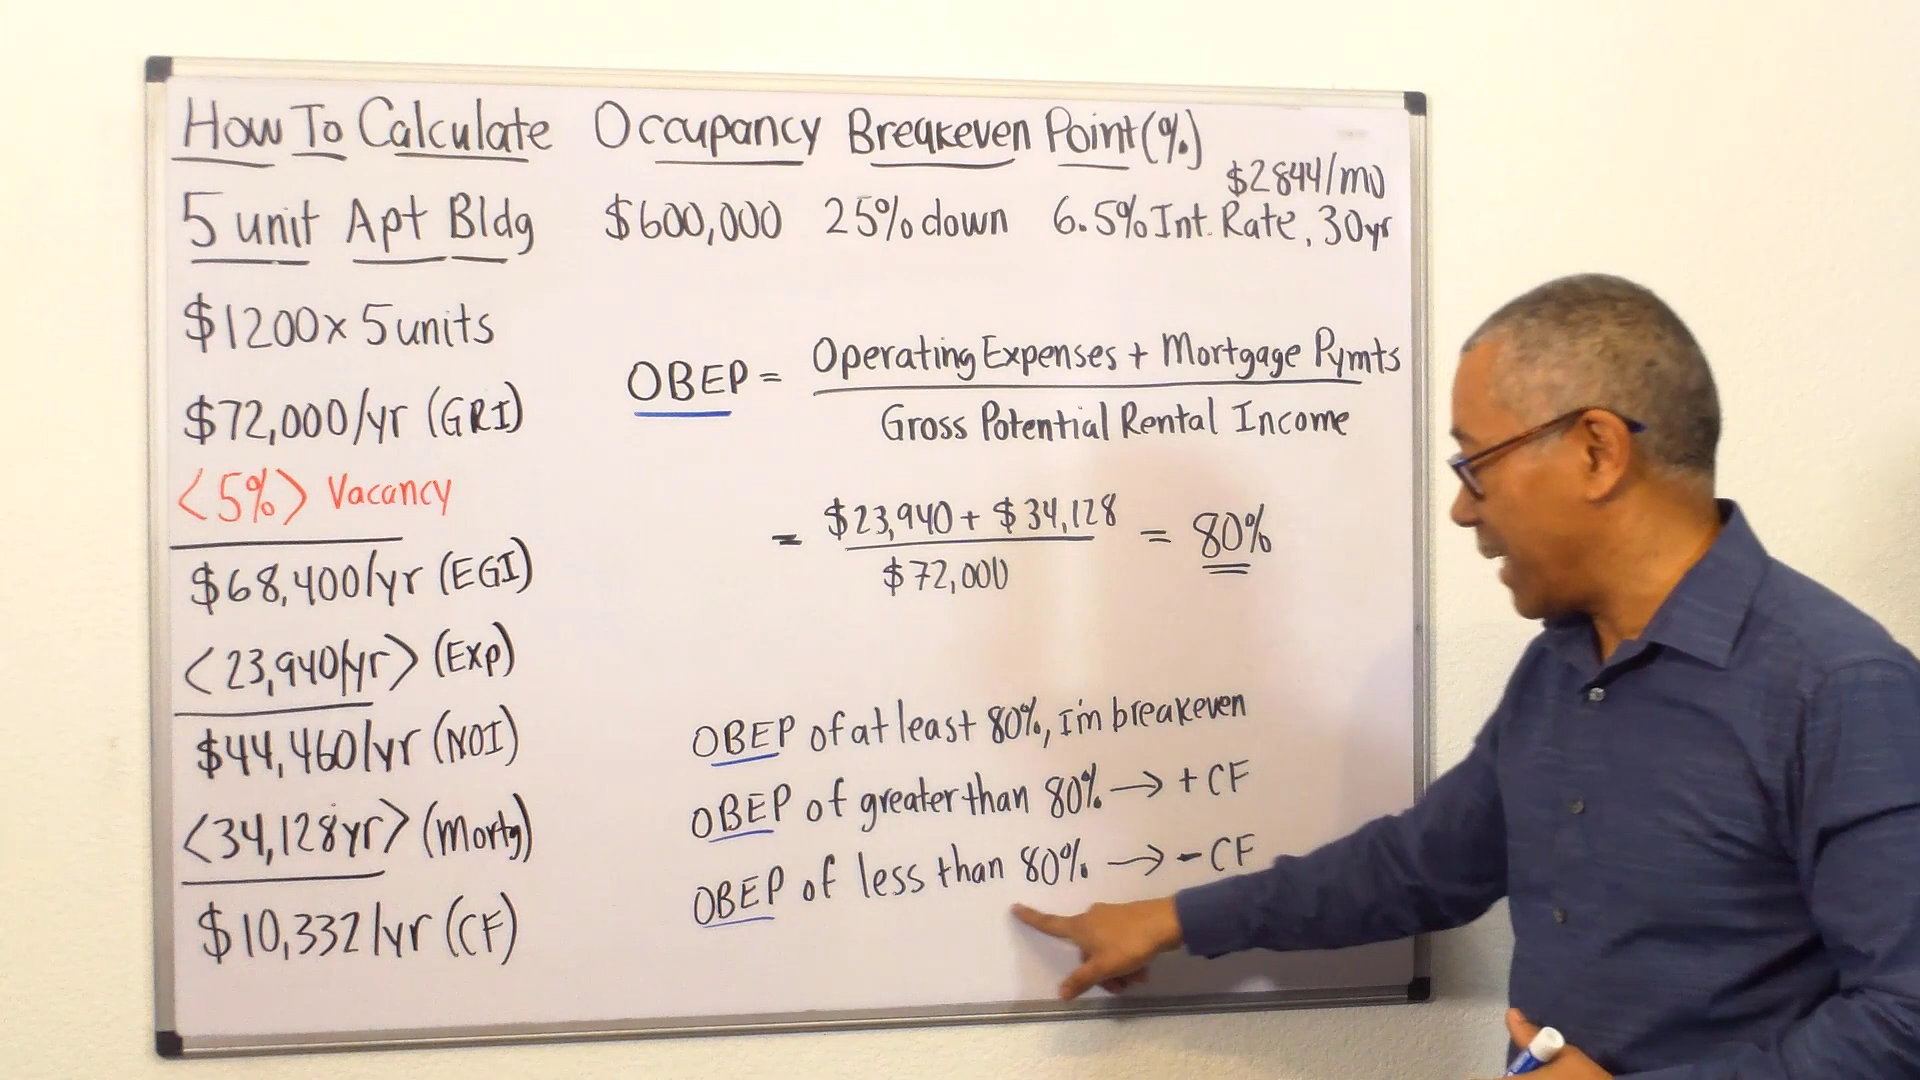 How To Calculate Occupancy Breakeven Point (%)
$2844/mo
5 unit Apt Bldg $600,000 25% down 6.5% Int. Rate, 30yr
$1200 x 5 units
$72,000/yr (GRI)
<5%> Vacancy
$68,400/yr (EGI)
<23,940/yr> (Exp)
$44,460/yr (NOI)
<34,128yr> (Mortg)
$10,332/yr (CF)
OBEP = Operating Expenses + Mortgage Pymts
Gross Potential Rental Income
= $23,940 + $34,128 = 80%
$72,000
OBEP of at least 80%, I'm breakeven
OBEP of greater than 80% → + CF
OBEP of less than 80% → - CF